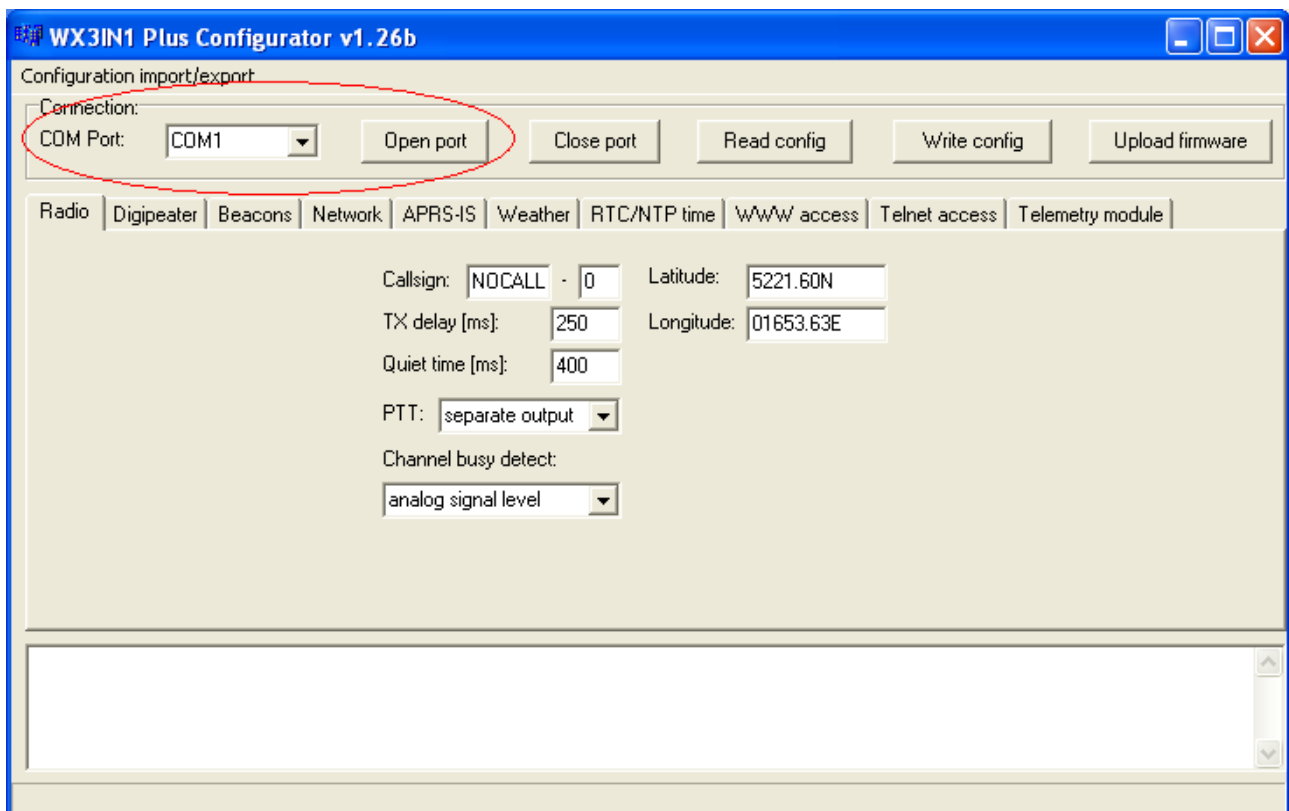 WX3IN1 Plus Configurator v1.26b
Configuration import/export
Connection:
COM Port: COM1 Open port Close port Read config Write config Upload firmware
Radio Digipeater Beacons Network APRS-IS Weather RTC/NTP time WWW access Telnet access Telemetry module
Callsign: NOCALL - 0 Latitude: 5221.60N
TX delay [ms]: 250 Longitude: 01653.63E
Quiet time [ms]: 400
PTT: separate output
Channel busy detect:
analog signal level